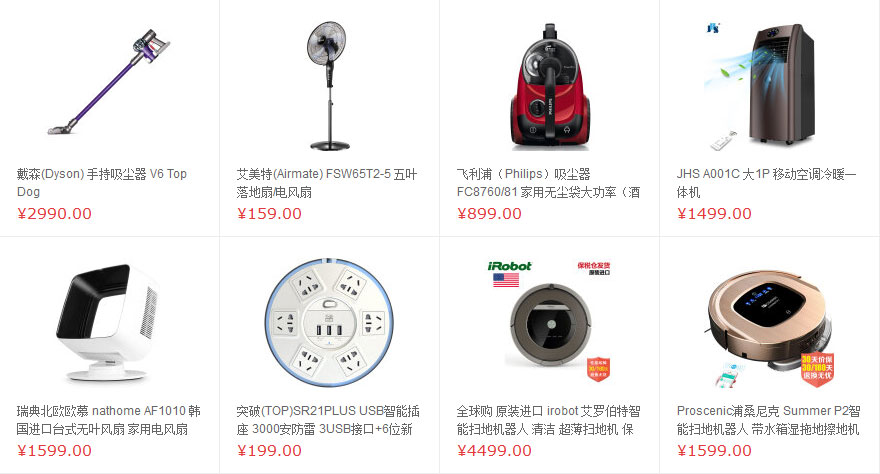 JHS
戴森(Dyson) 手持吸尘器 V6 Top
Dog
¥2990.00
艾美特(Airmate) FSW65T2-5 五叶
落地扇/电风扇
¥159.00
飞利浦（Philips）吸尘器
FC8760/81 家用无尘袋大功率（酒
¥899.00
JHS A001C 大1P 移动空调冷暖一
体机
¥1499.00
iRobot
保税仓发货
原装进口
30天价保
30/180天
退换无忧
瑞典北欧欧慕 nathome AF1010 韩
国进口台式无叶风扇 家用电风扇
¥1599.00
突破(TOP)SR21PLUS USB智能插
座 3000安防雷 3USB接口+6位新
¥199.00
全球购 原装进口 irobot 艾罗伯特智
能扫地机器人 清洁 超薄扫地机 保
¥4499.00
Proscenic浦桑尼克 Summer P2智
能扫地机器人 带水箱湿拖地擦地机
¥1599.00